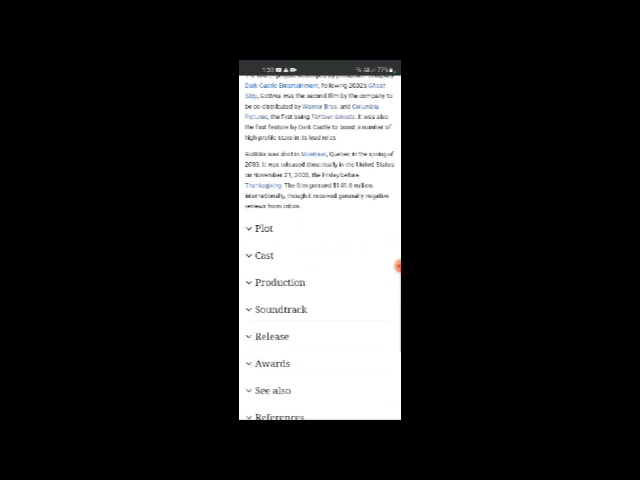 1:55 77%
Dark Castle Entertainment, following 2002's Ghost
Ship, Gothika was the second film by the company to
be co-distributed by Warner Bros. and Columbia
Pictures, the first being Thirteen Ghosts. It was also
the first feature by Dark Castle to boast a number of
high profile stars in its lead roles.
Gothika was shot in Montreal, Quebec in the spring of
2003. It was released theatrically in the United States
on November 21, 2003, the Friday before
Thanksgiving. The film grossed $141.6 million
internationally, though it received generally negative
reviews from critics.
Plot
Cast
Production
Soundtrack
Release
Awards
See also
References